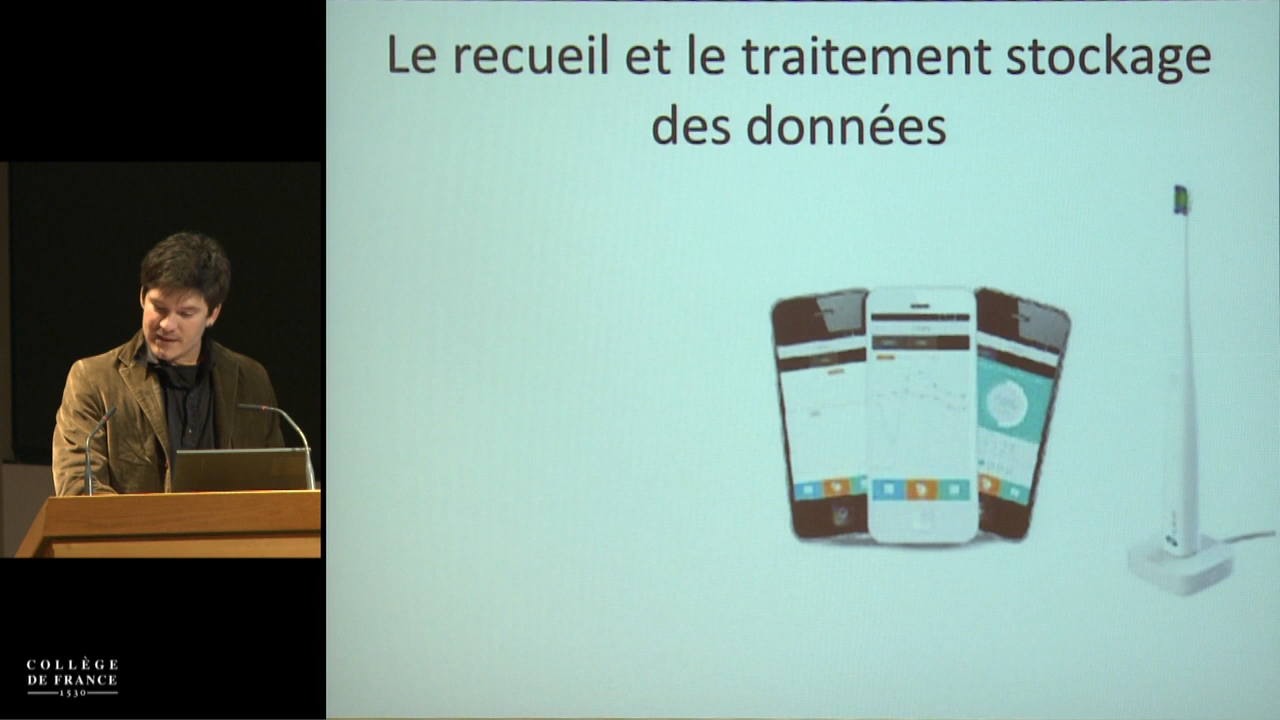 Le recueil et le traitement stockage
des données
COLLÈGE
DE FRANCE
1530